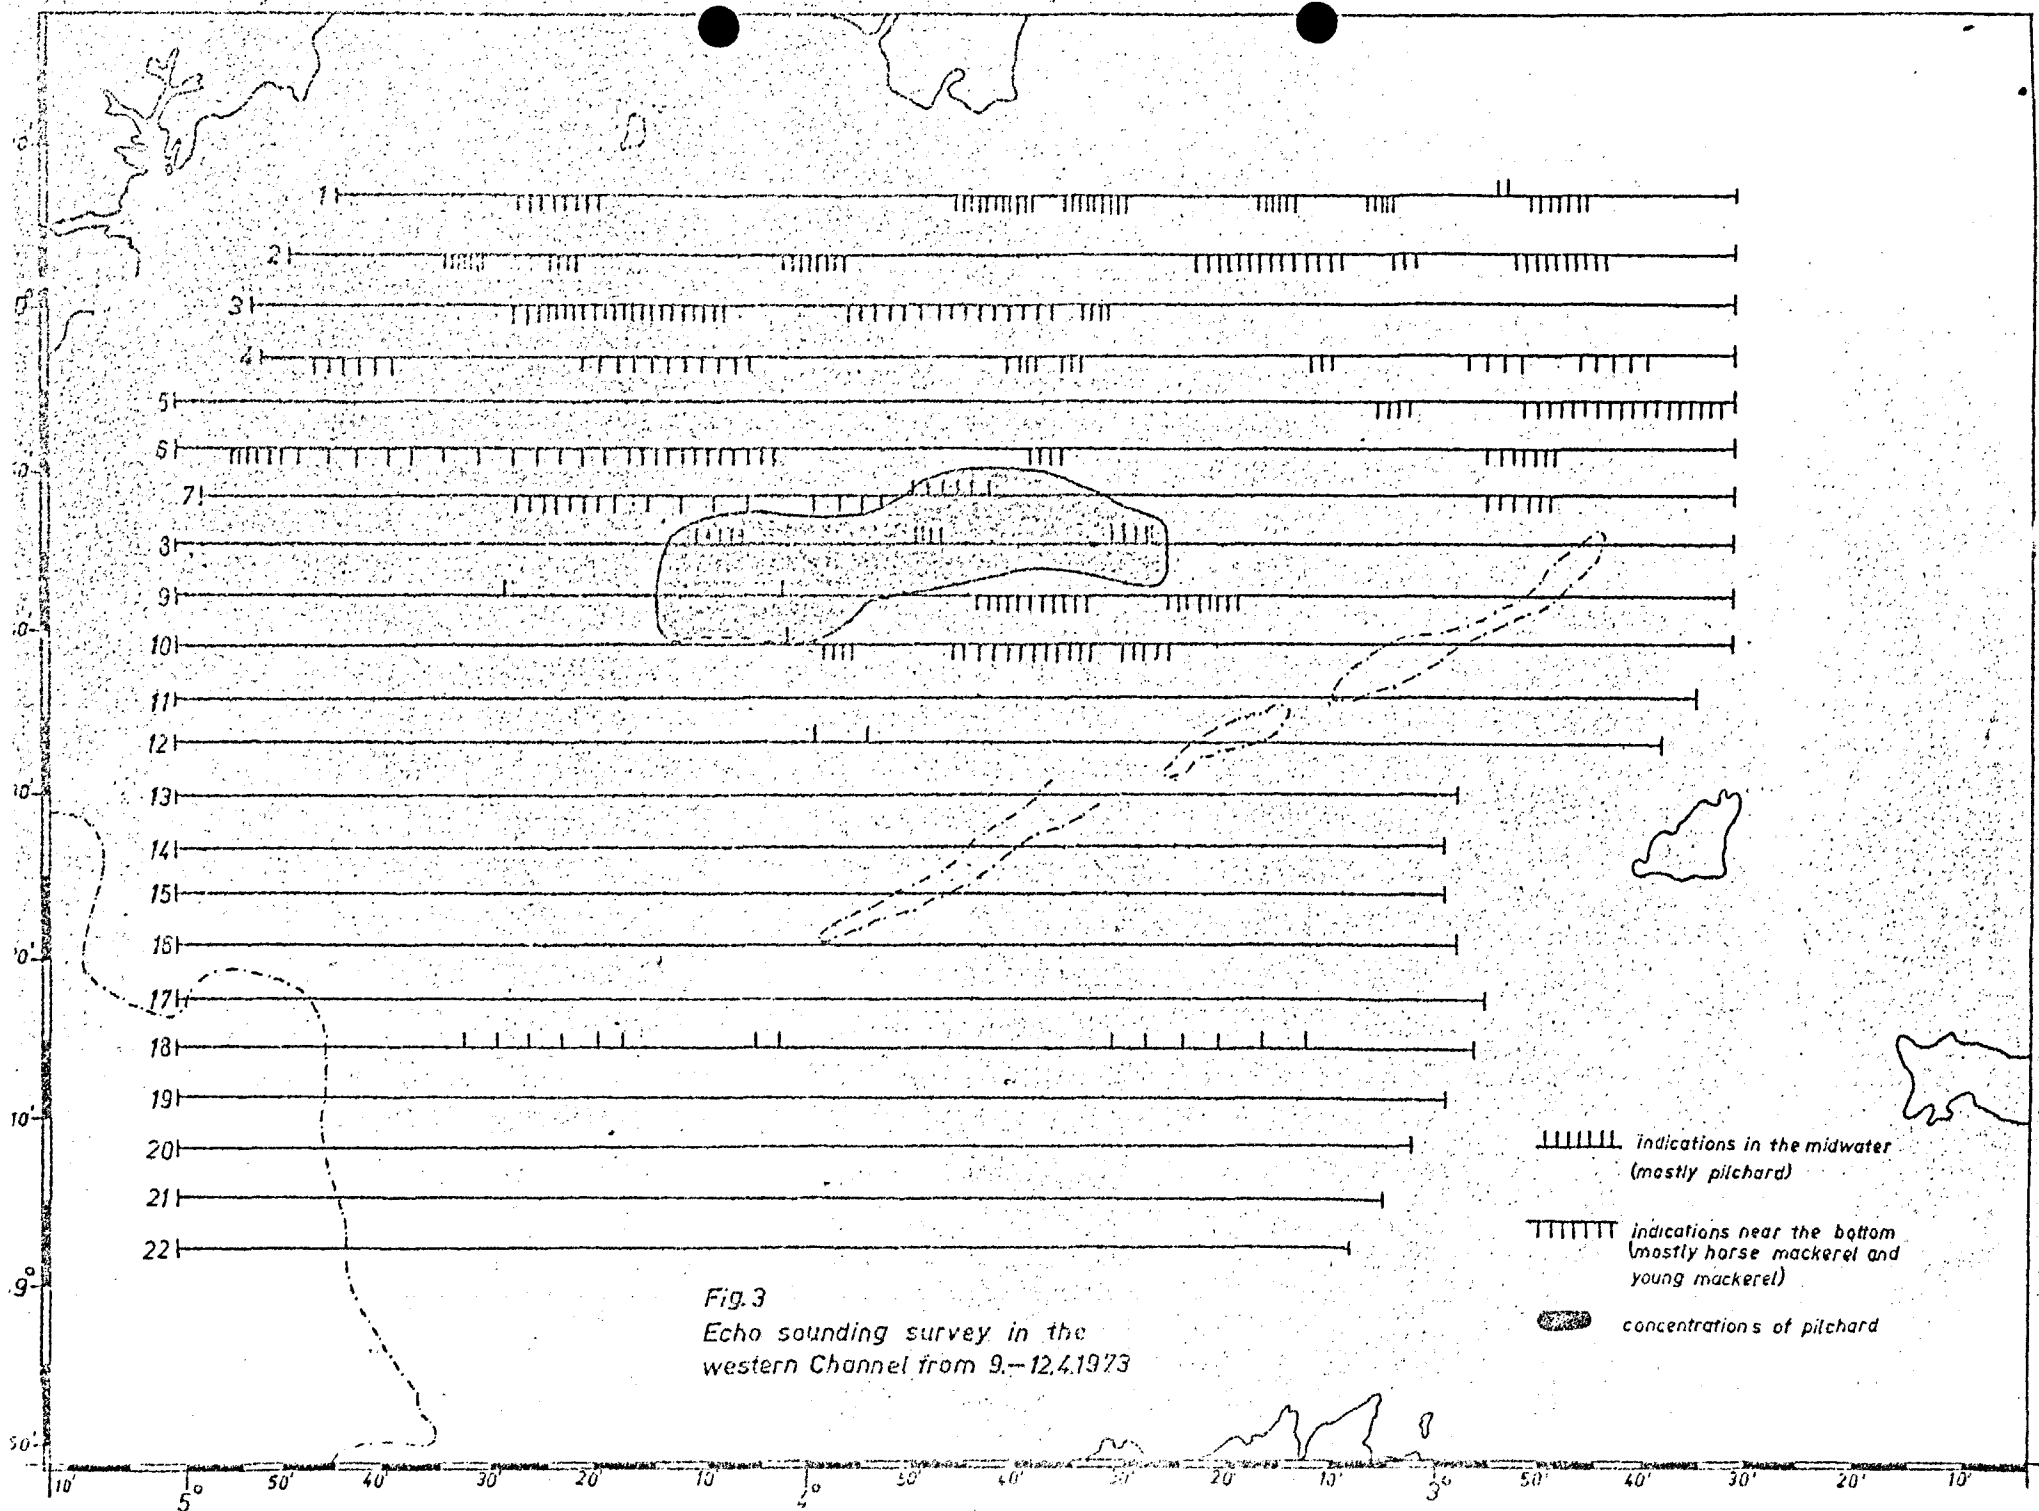 1
2
3
4
5
6
7
8
9
10
11
12
13
14
15
16
17
18
19
20
21
22
10'
9°
50'
indications in the midwater
(mostly pilchard)
indications near the bottom
(mostly horse mackerel and
young mackerel)
concentrations of pilchard
Fig. 3
Echo sounding survey in the
western Channel from 9.–12.4.1973
10' 5° 50' 40' 30' 20' 10' 4° 50' 40' 20' 10' 3° 50' 40' 30' 20' 10'